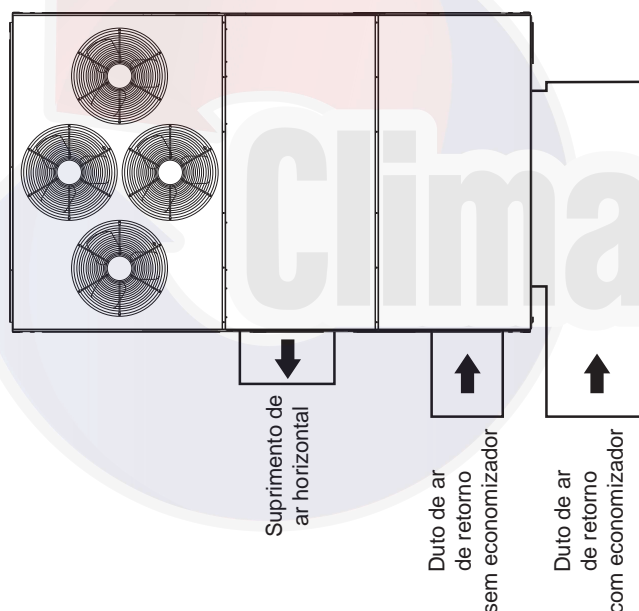 Clima
Suprimento de
ar horizontal
Duto de ar
de retorno
sem economizador
Duto de ar
de retorno
com economizador